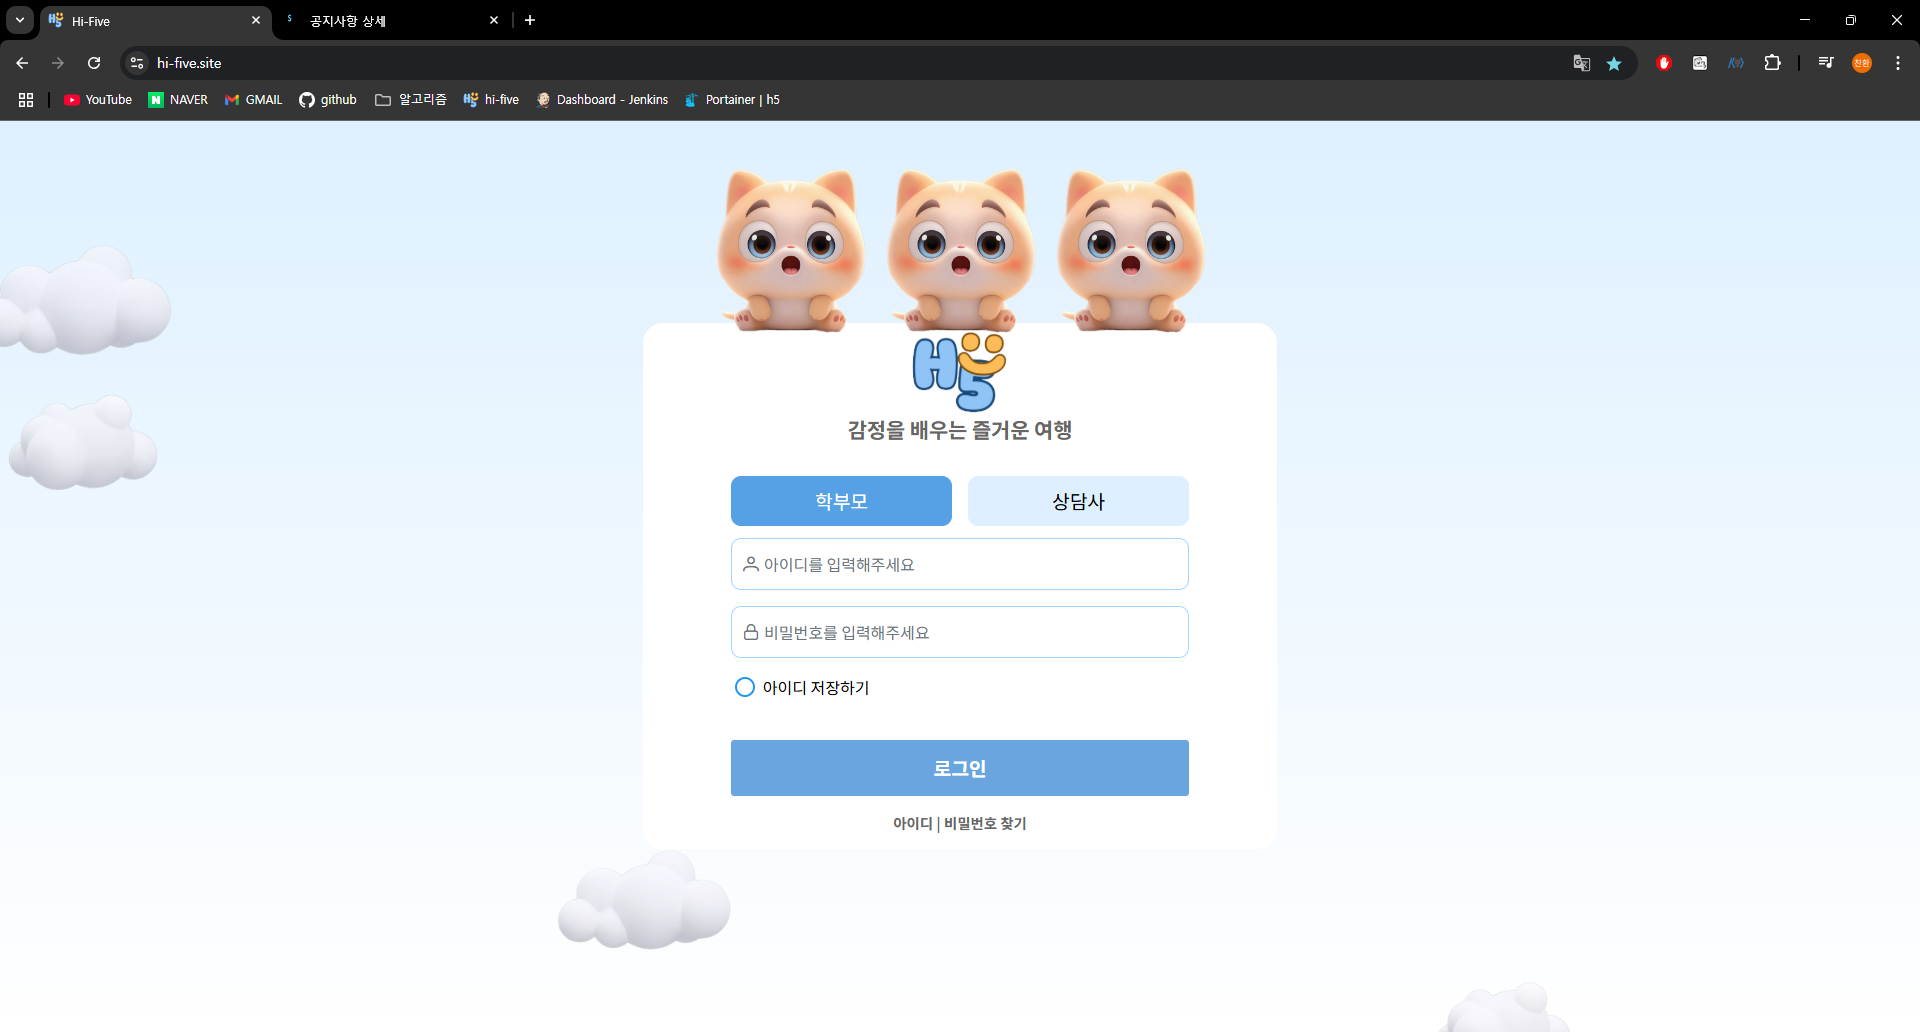 Hi-Five
공지사항 상세
hi-five.site
찬환
YouTube
NAVER
GMAIL
github
알고리즘
hi-five
Dashboard - Jenkins
Portainer | h5
H5
감정을 배우는 즐거운 여행
학부모
상담사
아이디를 입력해주세요
비밀번호를 입력해주세요
아이디 저장하기
로그인
아이디 | 비밀번호 찾기